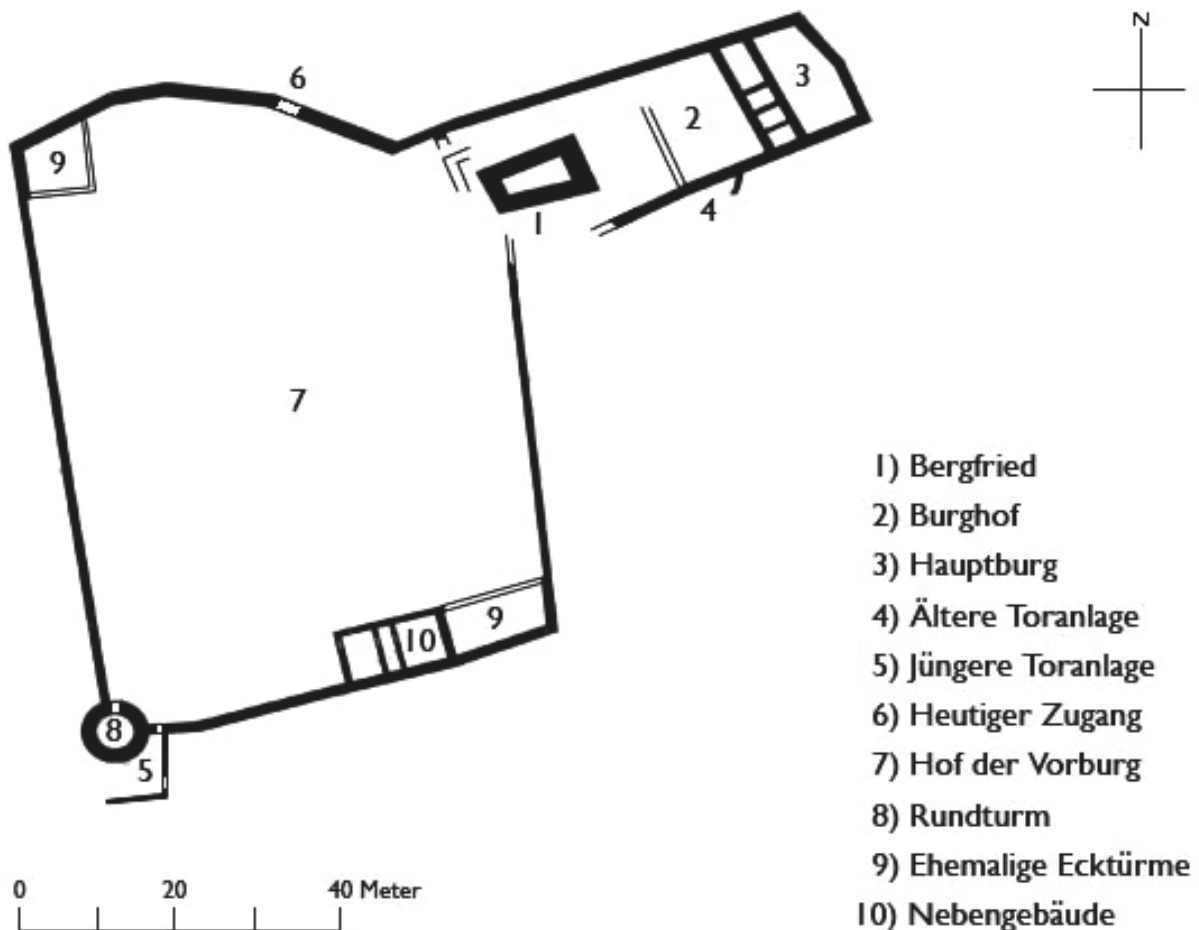 N
6
3
2
9
1
4
7
9
10
8
5
1) Bergfried
2) Burghof
3) Hauptburg
4) Ältere Toranlage
5) Jüngere Toranlage
6) Heutiger Zugang
7) Hof der Vorburg
8) Rundturm
9) Ehemalige Ecktürme
10) Nebengebäude
0 20 40 Meter